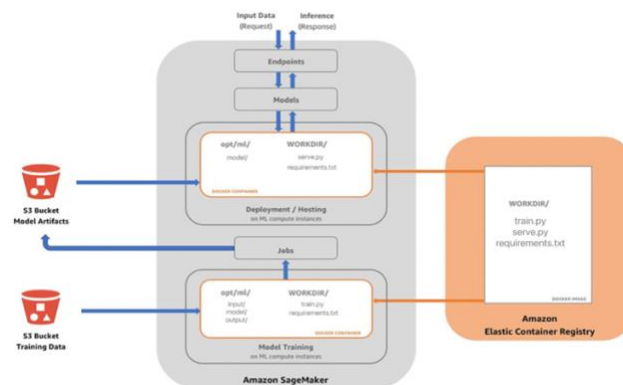 Input Data
(Request)
Inference
(Response)
Endpoints
Models
opt/ml/
model/
WORKDIR/
serve.py
requirements.txt
DOCKER CONTAINER
Deployment / Hosting
on ML compute instances
S3 Bucket
Model Artifacts
Jobs
opt/ml/
input/
model/
output/
WORKDIR/
train.py
requirements.txt
DOCKER CONTAINER
Model Training
on ML compute instances
S3 Bucket
Training Data
Amazon SageMaker
WORKDIR/
train.py
serve.py
requirements.txt
DOCKER IMAGE
Amazon
Elastic Container Registry